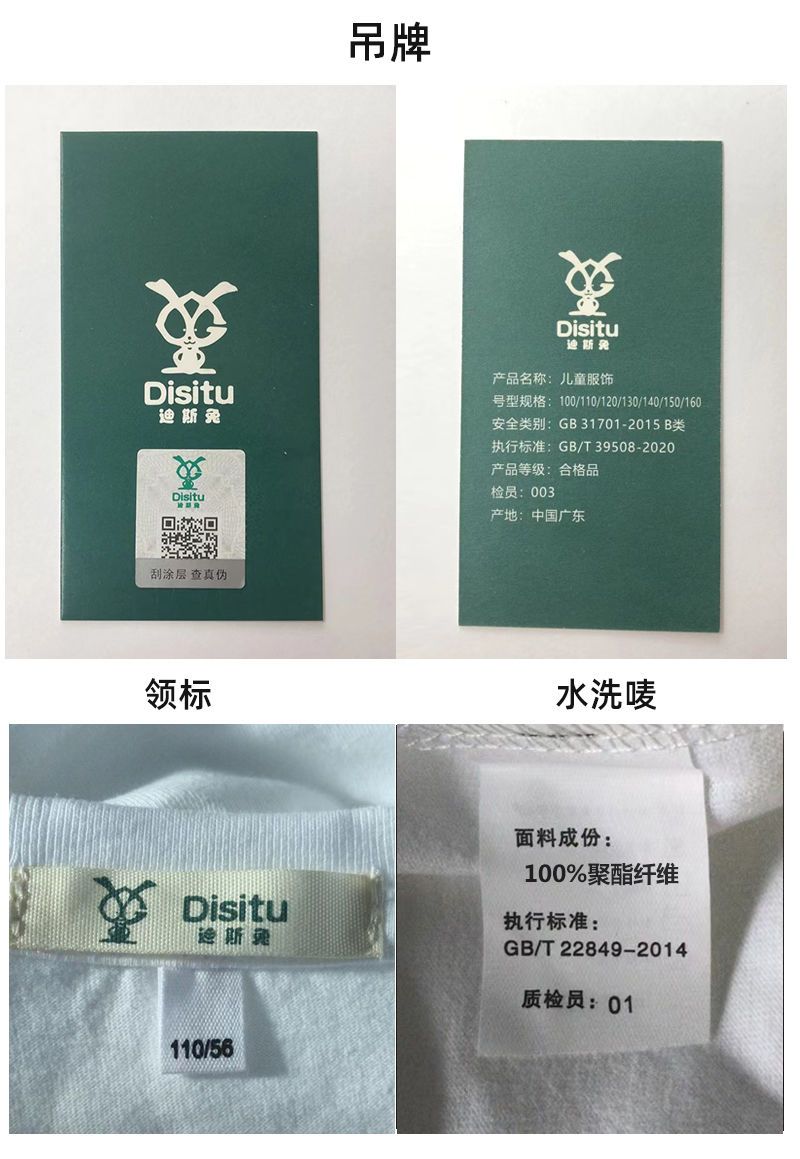 吊牌
Disitu
迪斯兔
Disitu
迪斯兔
刮涂层 查真伪
Disitu
迪斯兔
产品名称：儿童服饰
号型规格：100/110/120/130/140/150/160
安全类别：GB 31701-2015 B类
执行标准：GB/T 39508-2020
产品等级：合格品
检员：003
产地：中国广东
领标
水洗唛
Disitu
迪斯兔
110/56
面料成份：
100%聚酯纤维
执行标准：
GB/T 22849-2014
质检员：01